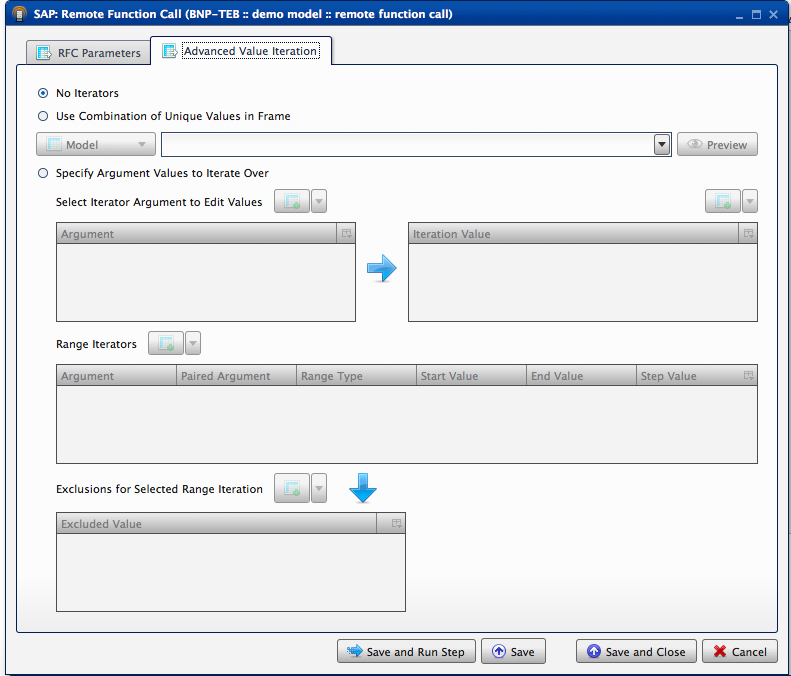 SAP: Remote Function Call (BNP-TEB :: demo model :: remote function call)
RFC Parameters
Advanced Value Iteration
No Iterators
Use Combination of Unique Values in Frame
Model
Preview
Specify Argument Values to Iterate Over
Select Iterator Argument to Edit Values
Argument
Iteration Value
Range Iterators
Argument Paired Argument Range Type Start Value End Value Step Value
Exclusions for Selected Range Iteration
Excluded Value
Save and Run Step
Save
Save and Close
Cancel